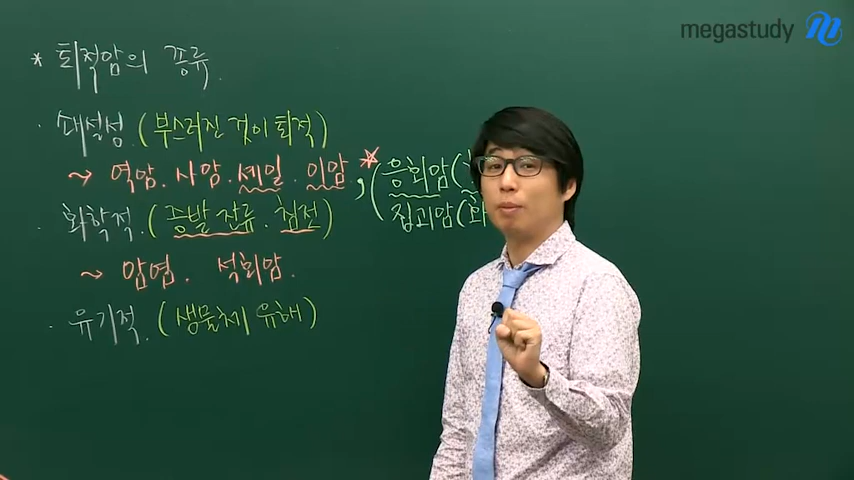 megastudy
* 퇴적암의 종류.
· 쇄설성 (부스러진 것이 퇴적)
→ 역암. 사암. 셰일. 이암 * , (응회암(
집괴암(화
· 화학적. (증발 잔류. 침전)
→ 암염. 석회암.
· 유기적. (생물체 유해)